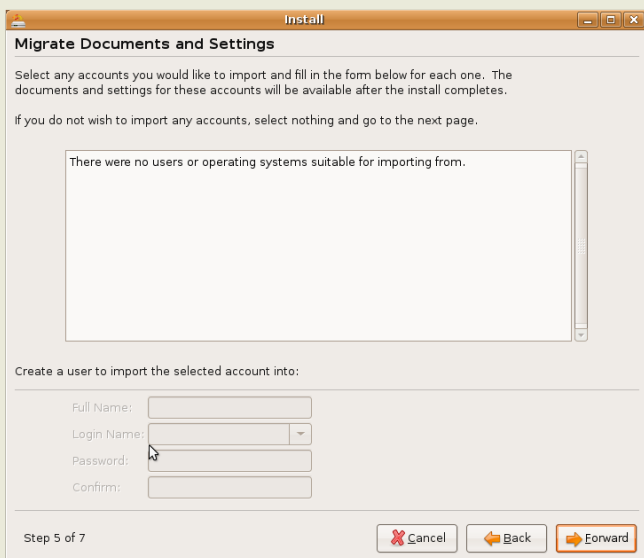 Install
Migrate Documents and Settings
Select any accounts you would like to import and fill in the form below for each one. The
documents and settings for these accounts will be available after the install completes.
If you do not wish to import any accounts, select nothing and go to the next page.
There were no users or operating systems suitable for importing from.
Create a user to import the selected account into:
Full Name:
Login Name:
Password:
Confirm:
Step 5 of 7
Cancel
Back
Forward